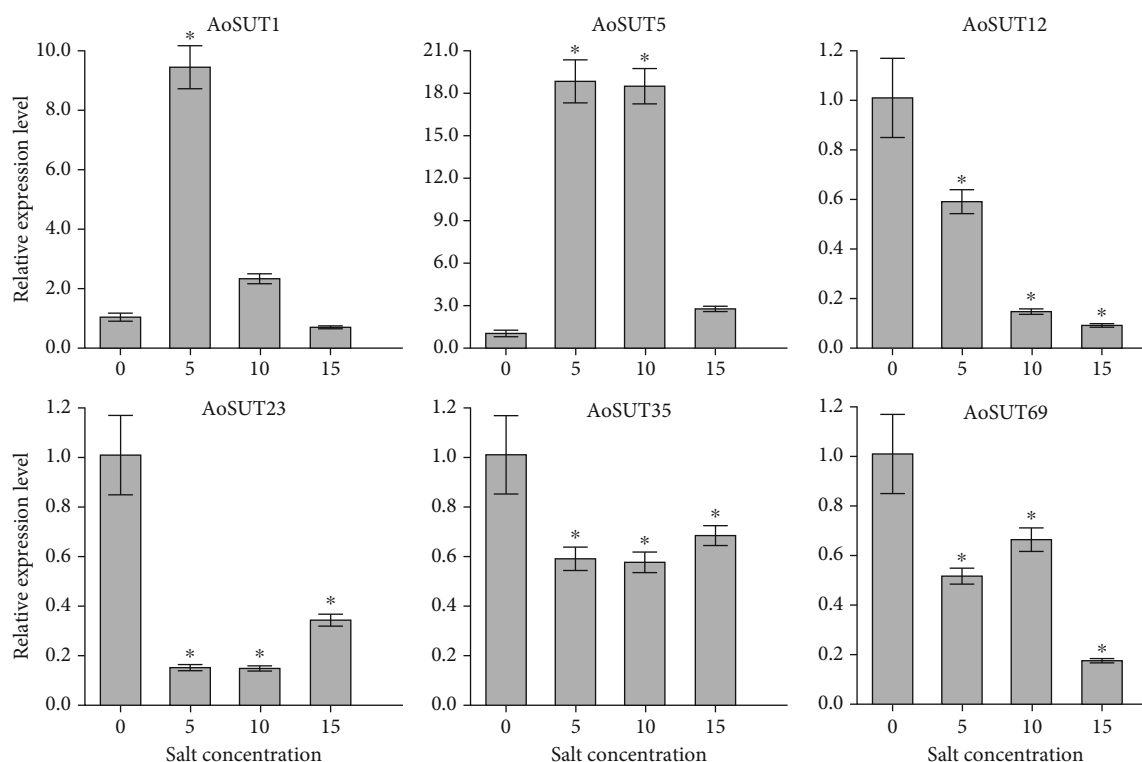 AoSUT1
Relative expression level
10.0
8.0
6.0
4.0
2.0
0.0
*
0 5 10 15
AoSUT5
21.0
18.0
15.0
12.0
9.0
6.0
3.0
0.0
* *
0 5 10 15
AoSUT12
1.2
1.0
0.8
0.6
0.4
0.2
0.0
* * *
0 5 10 15
AoSUT23
Relative expression level
1.2
1.0
0.8
0.6
0.4
0.2
0.0
* * *
0 5 10 15
Salt concentration
AoSUT35
1.2
1.0
0.8
0.6
0.4
0.2
0.0
* * *
0 5 10 15
Salt concentration
AoSUT69
1.2
1.0
0.8
0.6
0.4
0.2
0.0
* * *
0 5 10 15
Salt concentration